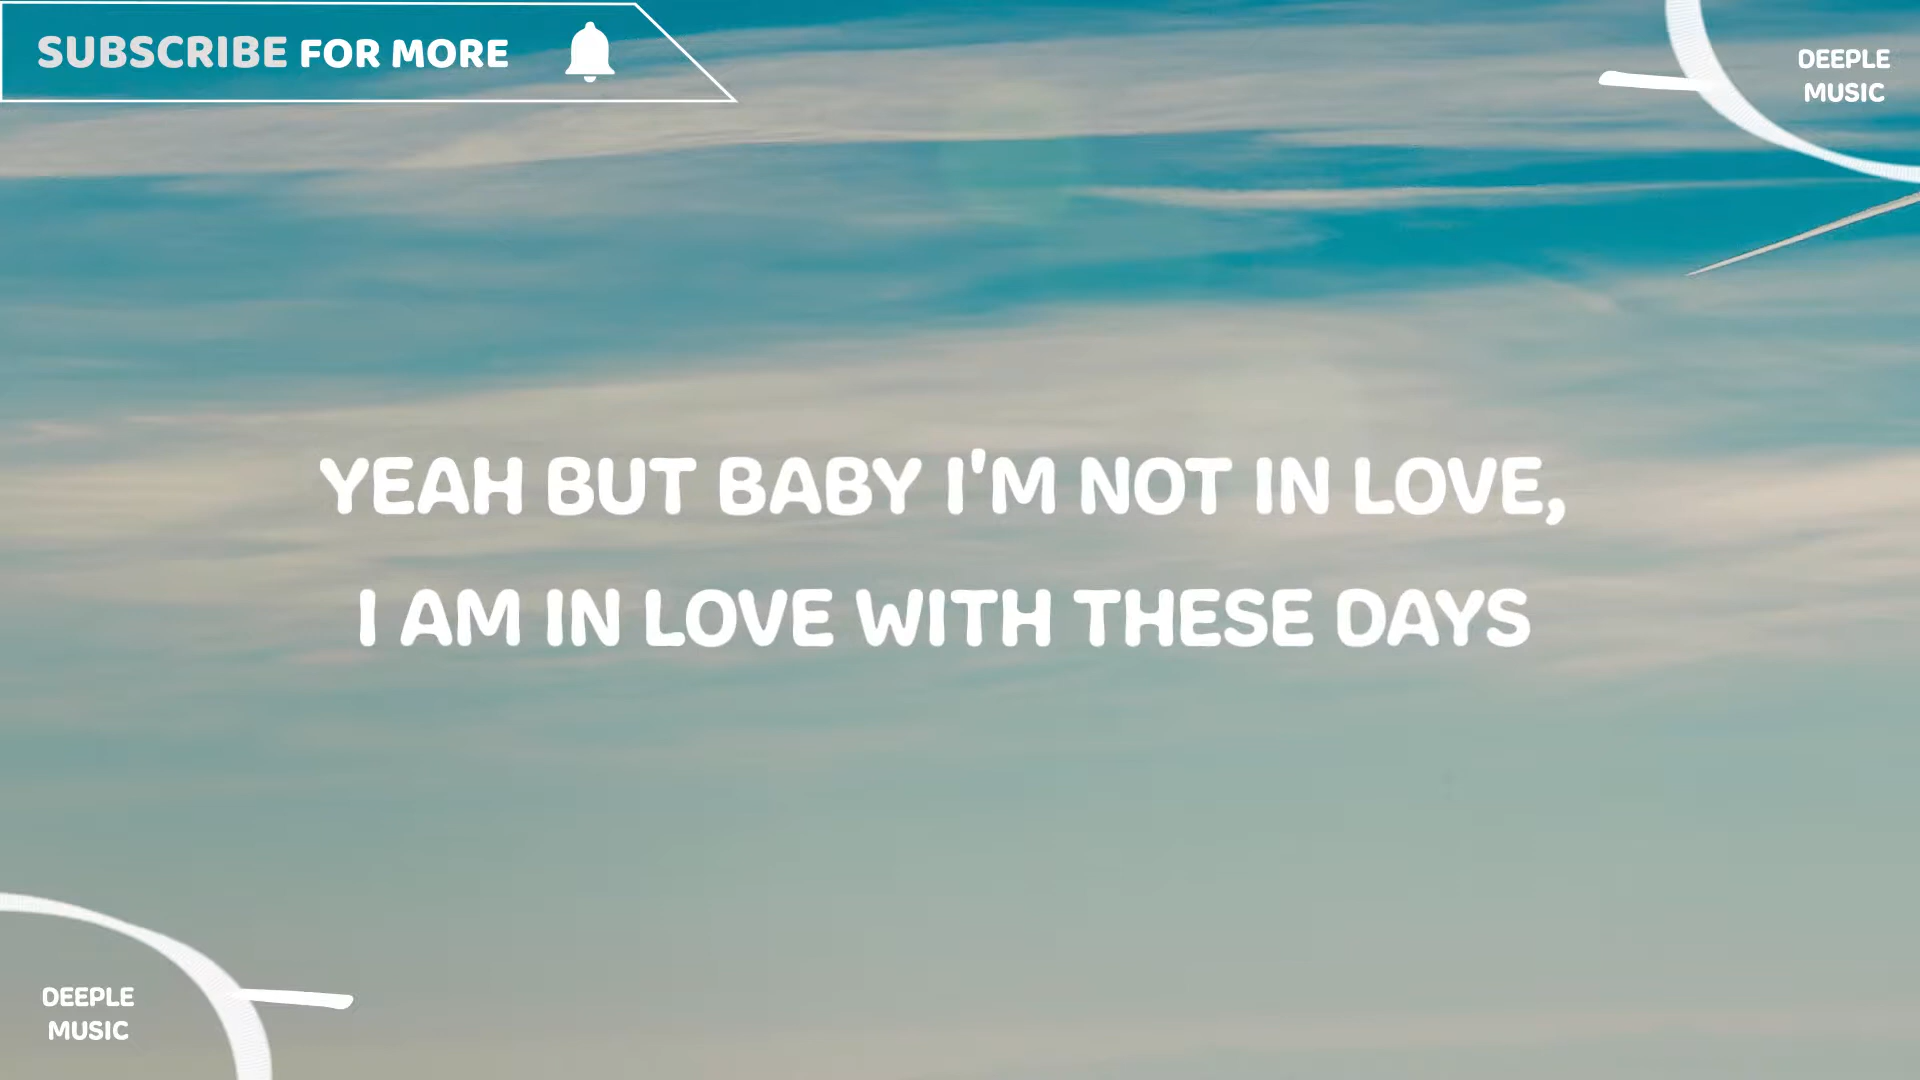 SUBSCRIBE FOR MORE
DEEPLE
MUSIC
YEAH BUT BABY I'M NOT IN LOVE,
I AM IN LOVE WITH THESE DAYS
DEEPLE
MUSIC